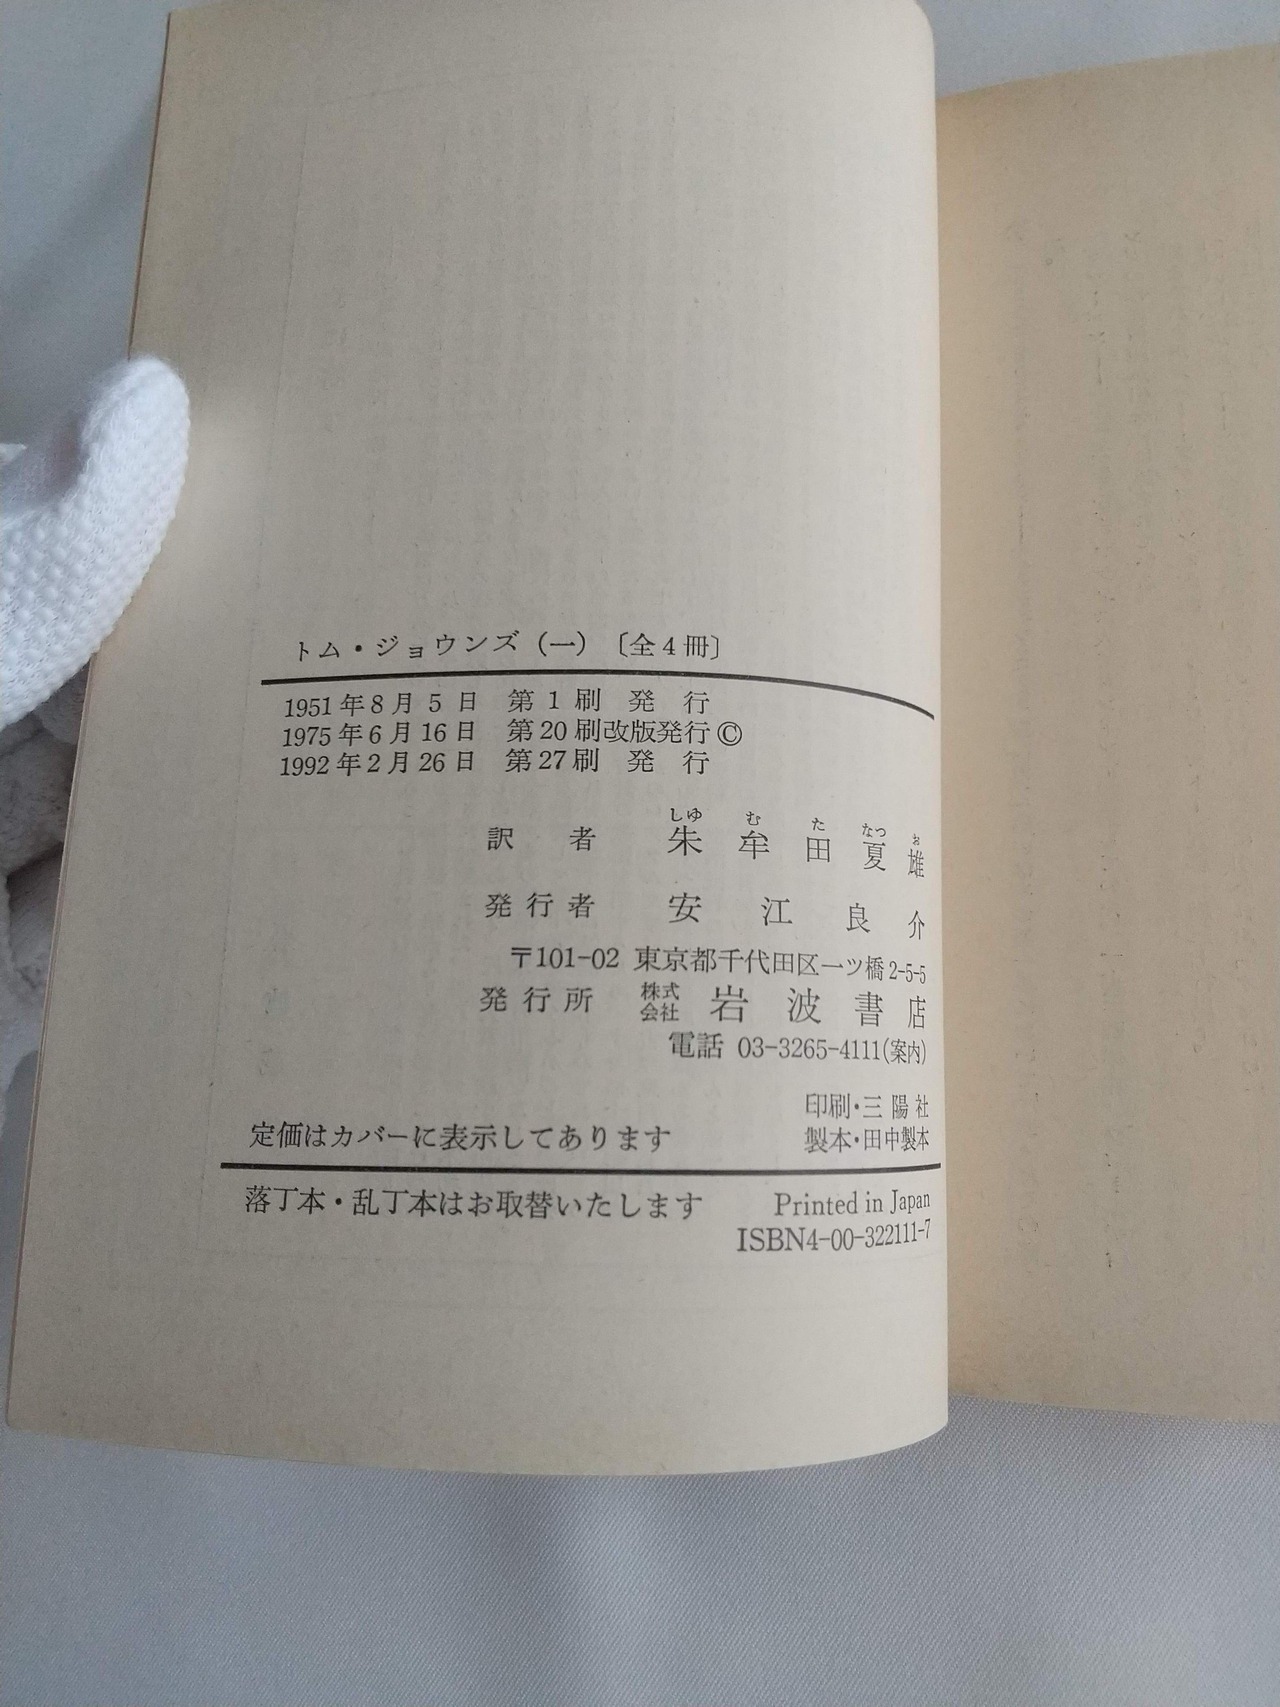 トム・ジョウンズ（一）〔全４冊〕
1951年8月5日 第1刷発行
1975年6月16日 第20刷改版発行©
1992年2月26日 第27刷発行
しゅ む た なつ お
訳者 朱牟田夏雄
発行者 安江良介
〒101-02 東京都千代田区一ツ橋2-5-5
発行所 株式会社 岩波書店
電話 03-3265-4111(案内)
印刷・三陽社
定価はカバーに表示してあります 製本・田中製本
落丁本・乱丁本はお取替いたします Printed in Japan
ISBN4-00-322111-7